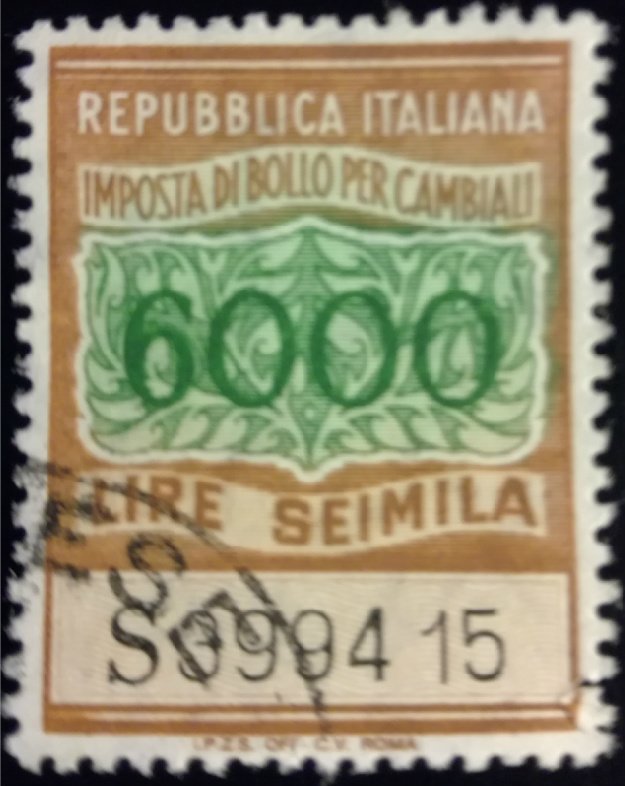 REPUBBLICA ITALIANA
IMPOSTA DI BOLLO PER CAMBIALI
6000
LIRE SEIMILA
I.P.Z.S. OFF. C.V. ROMA